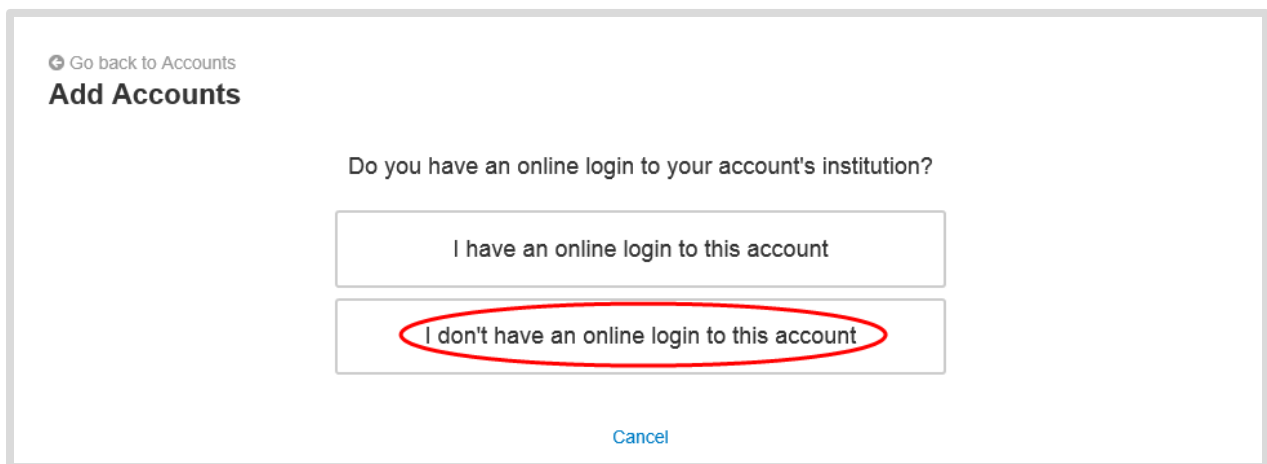 Go back to Accounts
Add Accounts
Do you have an online login to your account's institution?
I have an online login to this account
I don't have an online login to this account
Cancel